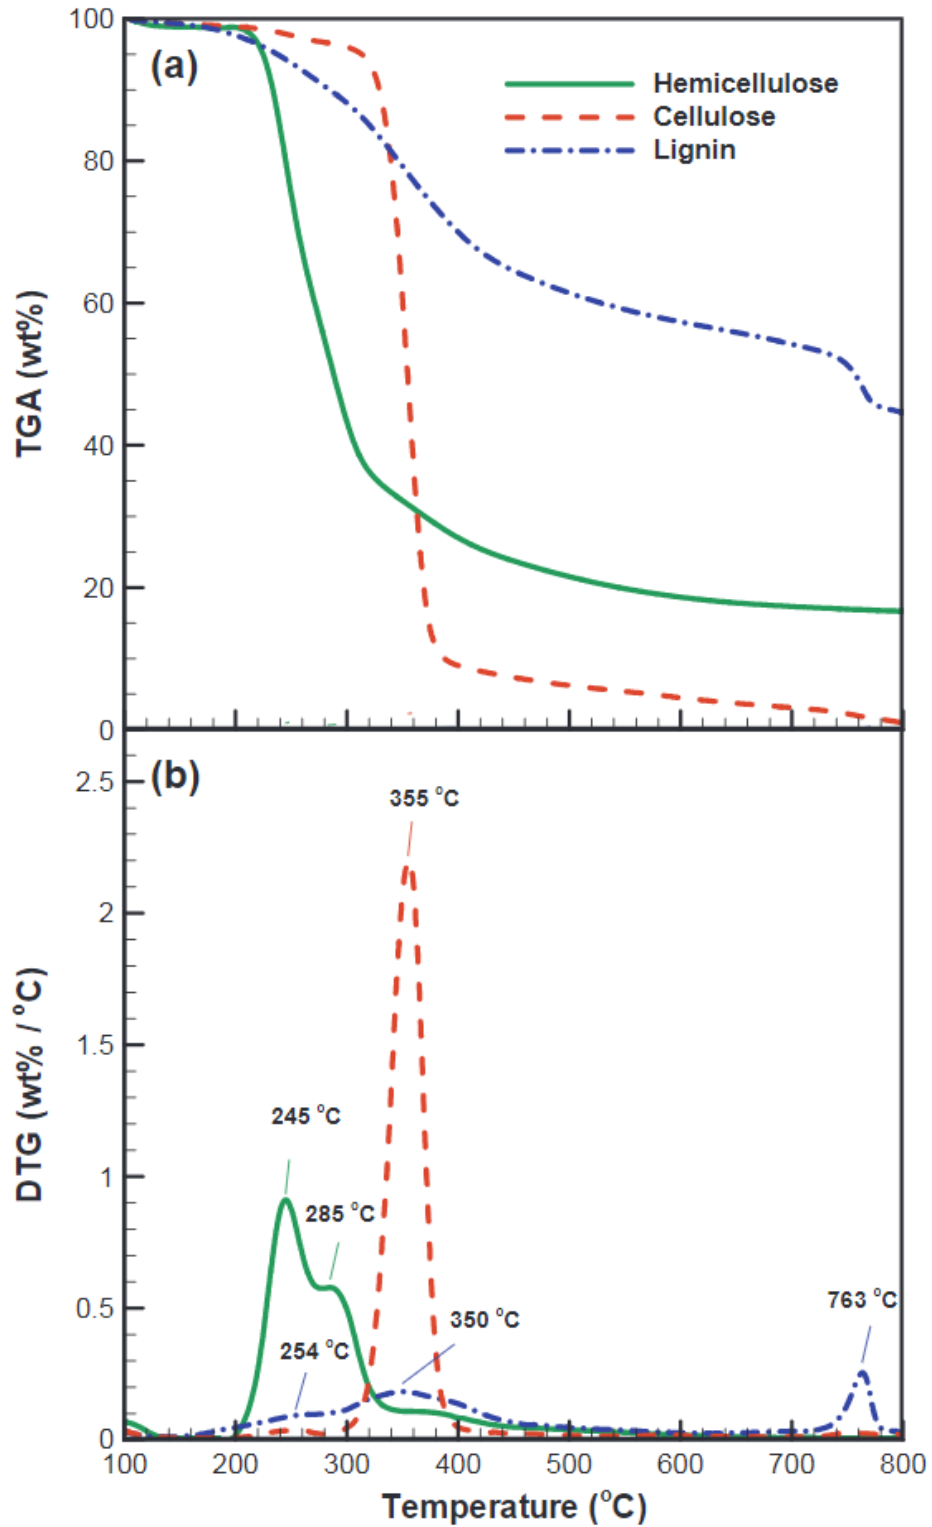 100
(a)
Hemicellulose
Cellulose
Lignin
80
60
40
20
0
TGA (wt%)
(b)
2.5
355 °C
2
1.5
245 °C
1
285 °C
763 °C
350 °C
0.5
254 °C
0
DTG (wt% / °C)
100 200 300 400 500 600 700 800
Temperature (°C)